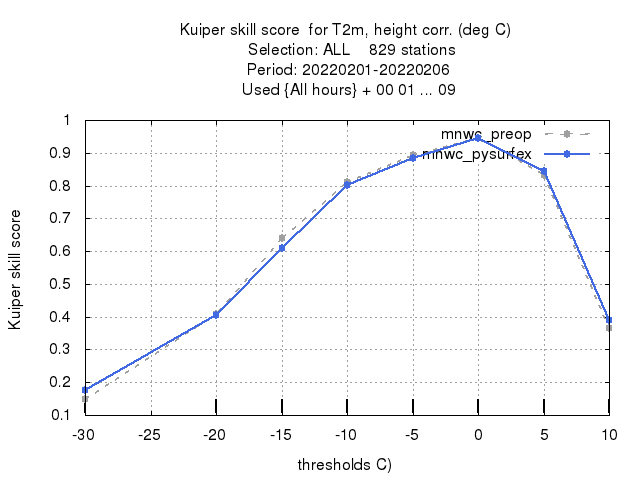 Kuiper skill score  for T2m, height corr. (deg C)
Selection: ALL    829 stations
Period: 20220201-20220206
Used {All hours} + 00 01 ... 09
mnwc_preop
mnwc_pysurfex
1
0.9
0.8
0.7
0.6
0.5
0.4
0.3
0.2
0.1
Kuiper skill score
-30 -25 -20 -15 -10 -5 0 5 10
thresholds C)